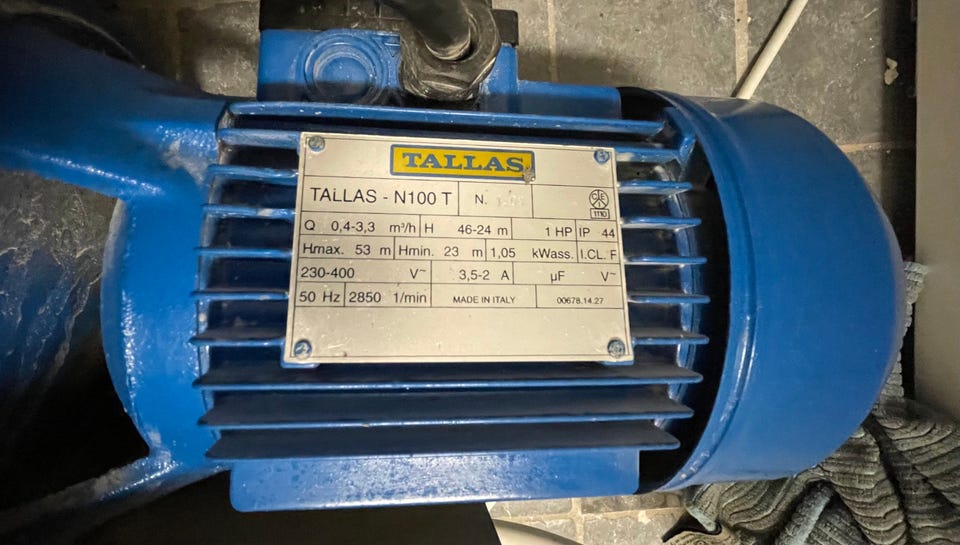 TALLAS
TALLAS - N100 T N.
Q 0,4-3,3 m³/h H 46-24 m 1 HP IP 44
Hmax. 53 m Hmin. 23 m 1,05 kWass. I.CL. F
230-400 V~ 3,5-2 A µF V~
50 Hz 2850 1/min MADE IN ITALY 00678.14.27
1110